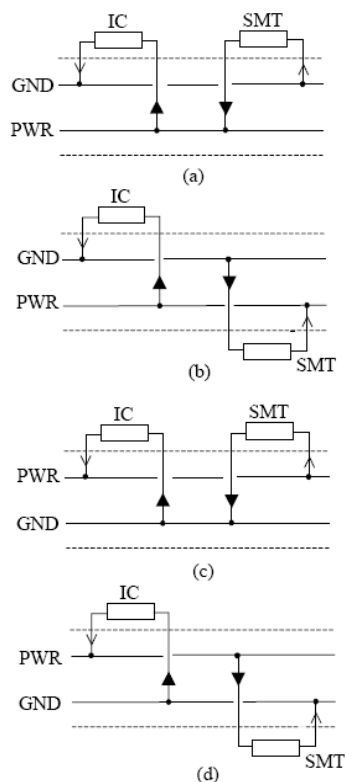 IC SMT
GND
PWR
(a)
IC
GND
PWR
SMT
(b)
IC SMT
PWR
GND
(c)
IC
PWR
GND
SMT
(d)